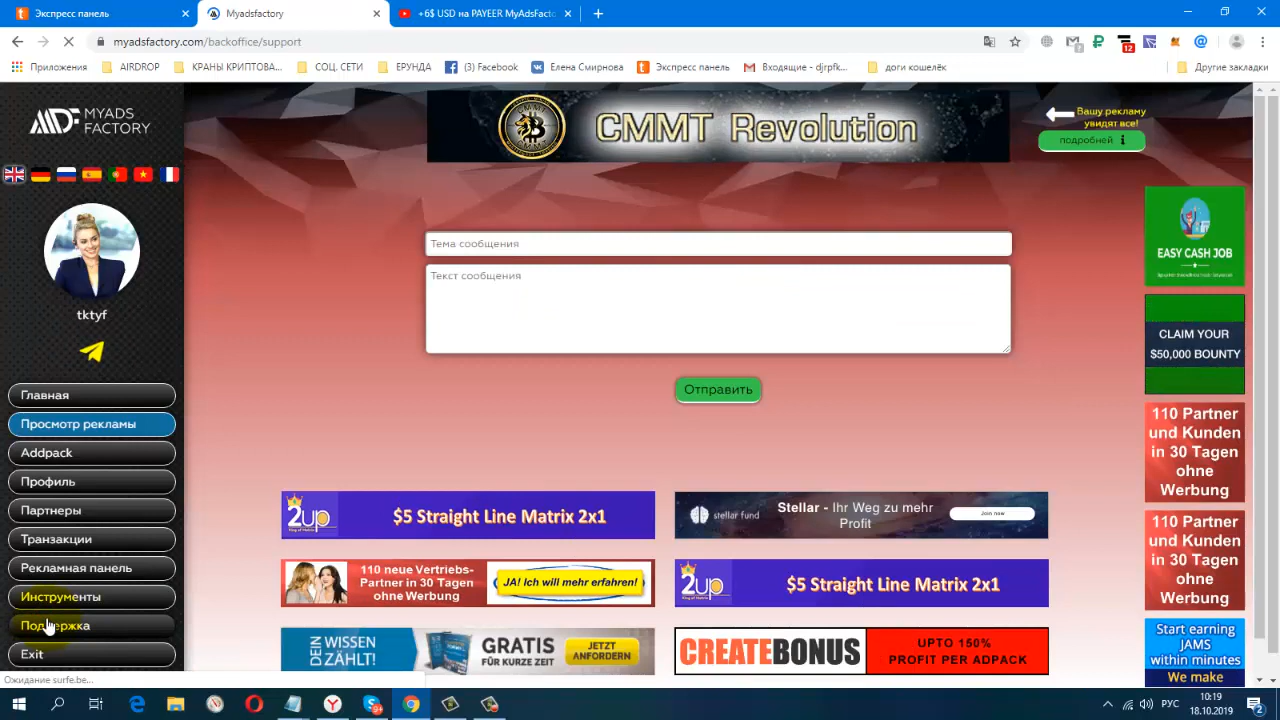 Экспресс панель
Myadsfactory
+6$ USD на PAYEER MyAdsFacto
myadsfactory.com/backoffice/support
Приложения
AIRDROP
КРАНЫ КРИПТОВА...
СОЦ. СЕТИ
ЕРУНДА
(3) Facebook
Елена Смирнова
Экспресс панель
Входящие - djrpfk...
доги кошелёк
Другие закладки
MYADS
FACTORY
CMMT Revolution
Вашу рекламу
увидят все!
подробней
tktyf
Главная
Просмотр рекламы
Addpack
Профиль
Партнеры
Транзакции
Рекламная панель
Инструменты
Поддержка
Exit
Тема сообщения
Текст сообщения
Отправить
EASY CASH JOB
CLAIM YOUR
$50,000 BOUNTY
110 Partner
und Kunden
in 30 Tagen
ohne
Werbung
110 Partner
und Kunden
in 30 Tagen
ohne
Werbung
Start earning
JAMS
within minutes
We make
2up
$5 Straight Line Matrix 2x1
stellar fund
Stellar - Ihr Weg zu mehr
Profit
Join now
110 neue Vertriebs-
Partner in 30 Tagen
ohne Werbung
JA! Ich will mehr erfahren!
2up
$5 Straight Line Matrix 2x1
DEIN WISSEN
ZÄHLT!
GRATIS
FÜR KURZE ZEIT
JETZT
ANFORDERN
CREATEBONUS
UPTO 150%
PROFIT PER ADPACK
Ожидание surfe.be...
12
РУС
10:19
18.10.2019
2